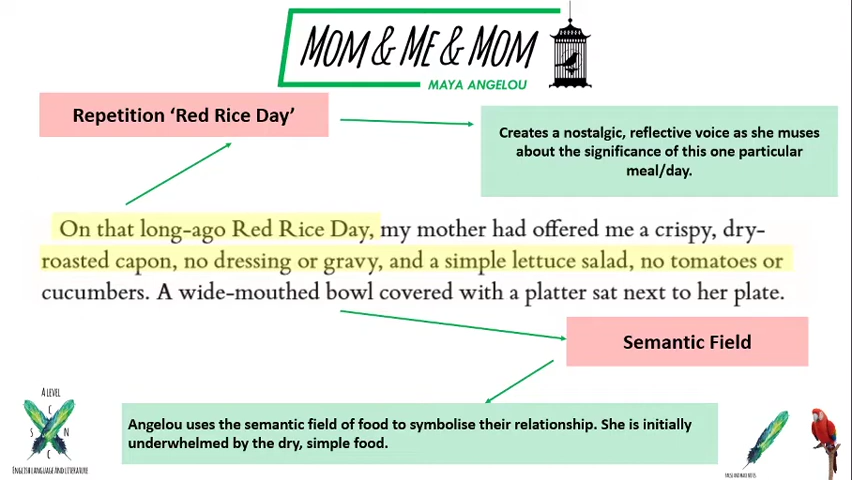 MOM & ME & MOM
MAYA ANGELOU
Repetition ‘Red Rice Day’
Creates a nostalgic, reflective voice as she muses
about the significance of this one particular
meal/day.
On that long-ago Red Rice Day, my mother had offered me a crispy, dry-
roasted capon, no dressing or gravy, and a simple lettuce salad, no tomatoes or
cucumbers. A wide-mouthed bowl covered with a platter sat next to her plate.
Semantic Field
Angelou uses the semantic field of food to symbolise their relationship. She is initially
underwhelmed by the dry, simple food.
A LEVEL
C
S N
C
ENGLISH LANGUAGE AND LITERATURE